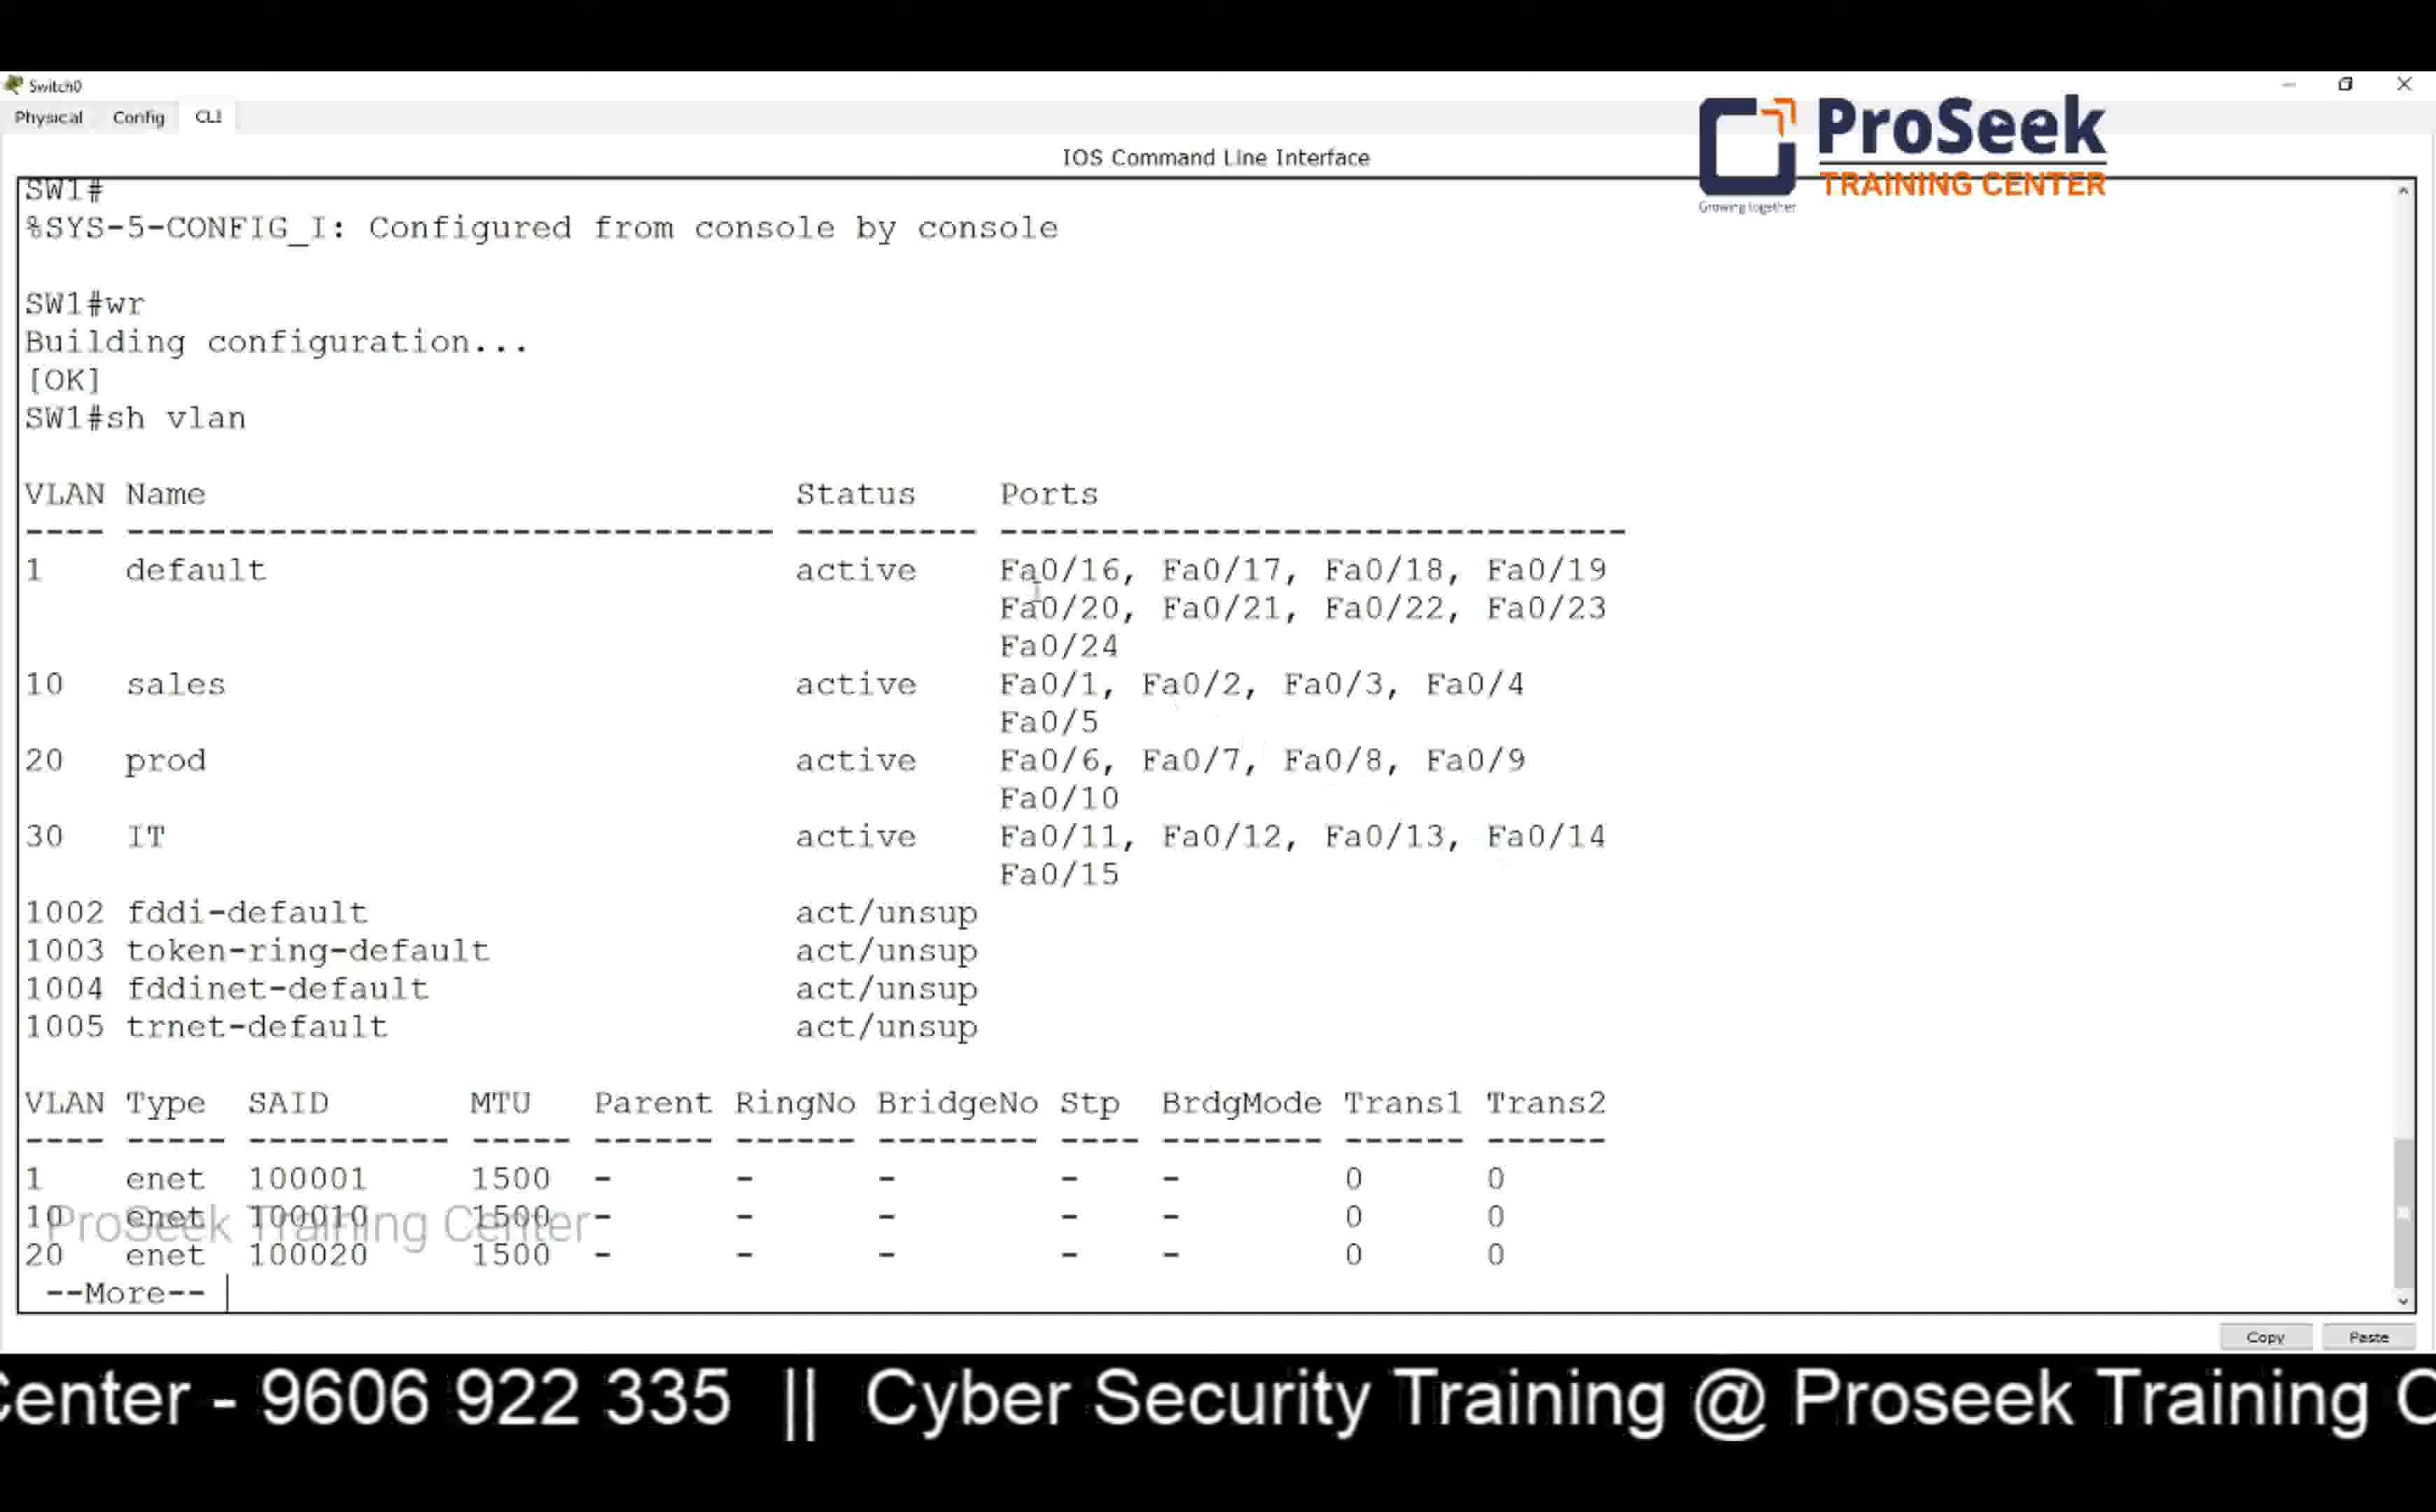 Switch0
Physical Config CLI
IOS Command Line Interface
ProSeek
TRAINING CENTER
Growing together
SW1#
%SYS-5-CONFIG_I: Configured from console by console
SW1#wr
Building configuration...
[OK]
SW1#sh vlan
VLAN Name Status Ports
---- -------------------------------- --------- -------------------------------
1 default active Fa0/16, Fa0/17, Fa0/18, Fa0/19
Fa0/20, Fa0/21, Fa0/22, Fa0/23
Fa0/24
10 sales active Fa0/1, Fa0/2, Fa0/3, Fa0/4
Fa0/5
20 prod active Fa0/6, Fa0/7, Fa0/8, Fa0/9
Fa0/10
30 IT active Fa0/11, Fa0/12, Fa0/13, Fa0/14
Fa0/15
1002 fddi-default act/unsup
1003 token-ring-default act/unsup
1004 fddinet-default act/unsup
1005 trnet-default act/unsup
VLAN Type SAID MTU Parent RingNo BridgeNo Stp BrdgMode Trans1 Trans2
---- ----- ---------- ----- ------ ------ -------- ---- -------- ------ ------
1 enet 100001 1500 - - - - - 0 0
10 enet 100010 1500 - - - - - 0 0
ProSeek Training Center
20 enet 100020 1500 - - - - - 0 0
--More--
Copy Paste
Center - 9606 922 335 || Cyber Security Training @ Proseek Training C